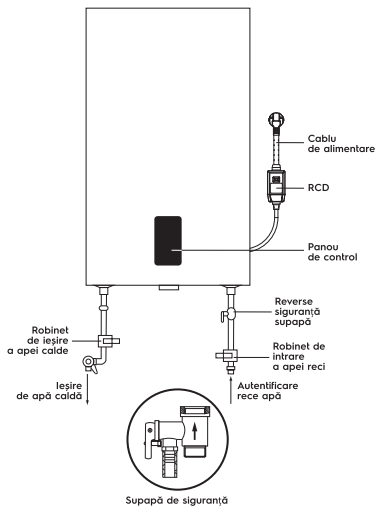 Cablu
de alimentare
RCD
Panou
de control
Reverse
siguranță
supapă
Robinet
de ieșire
a apei calde
Robinet de
intrare
a apei reci
Ieșire
de apă caldă
Autentificare
rece apă
Supapă de siguranță